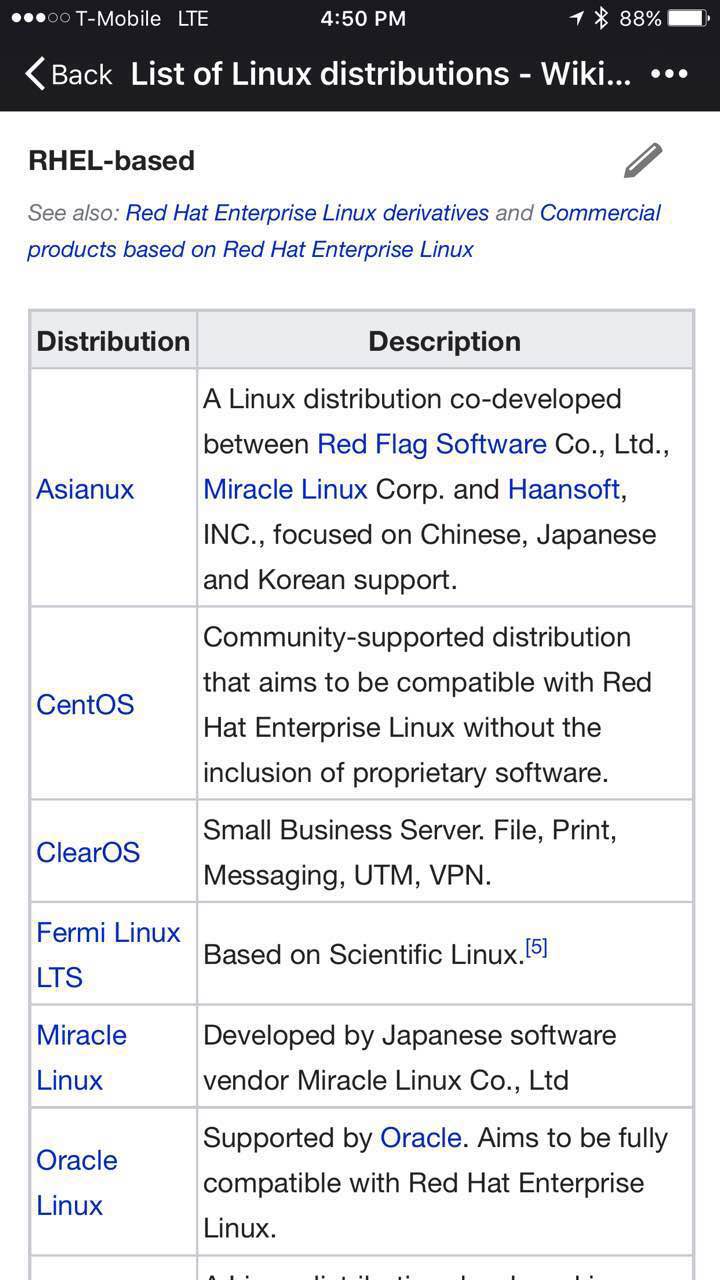 T-Mobile LTE 4:50 PM 88%
Back List of Linux distributions - Wiki...
RHEL-based
See also: Red Hat Enterprise Linux derivatives and Commercial
products based on Red Hat Enterprise Linux
Distribution Description
Asianux
A Linux distribution co-developed
between Red Flag Software Co., Ltd.,
Miracle Linux Corp. and Haansoft,
INC., focused on Chinese, Japanese
and Korean support.
CentOS
Community-supported distribution
that aims to be compatible with Red
Hat Enterprise Linux without the
inclusion of proprietary software.
ClearOS
Small Business Server. File, Print,
Messaging, UTM, VPN.
Fermi Linux
LTS
Based on Scientific Linux.[5]
Miracle
Linux
Developed by Japanese software
vendor Miracle Linux Co., Ltd
Oracle
Linux
Supported by Oracle. Aims to be fully
compatible with Red Hat Enterprise
Linux.